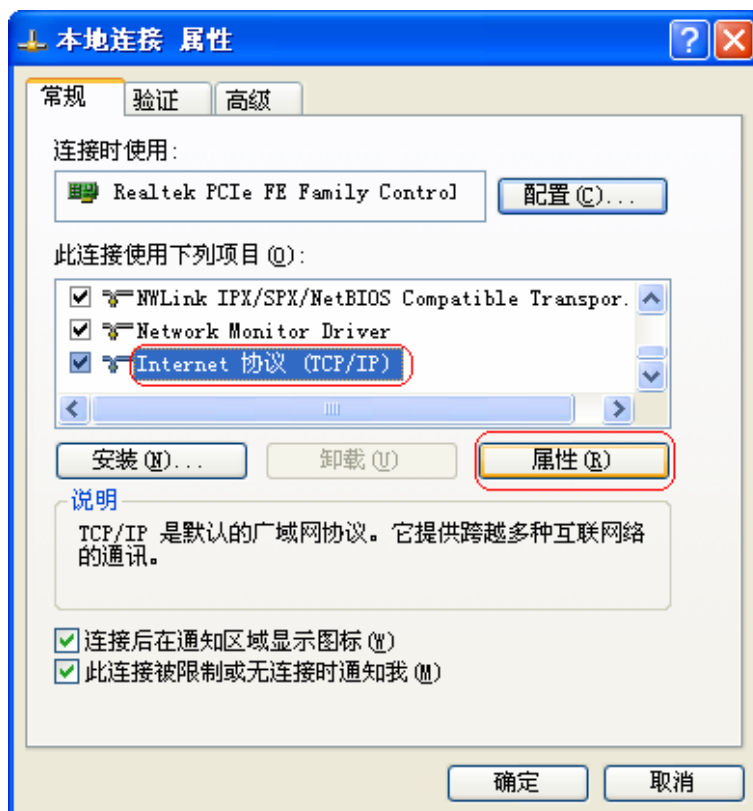 本地连接 属性
常规 验证 高级
连接时使用:
Realtek PCIe FE Family Control
配置(C)...
此连接使用下列项目(O):
NWLink IPX/SPX/NetBIOS Compatible Transpor.
Network Monitor Driver
Internet 协议 (TCP/IP)
安装(N)... 卸载(U) 属性(R)
说明
TCP/IP 是默认的广域网协议。它提供跨越多种互联网络
的通讯。
连接后在通知区域显示图标(W)
此连接被限制或无连接时通知我(M)
确定 取消